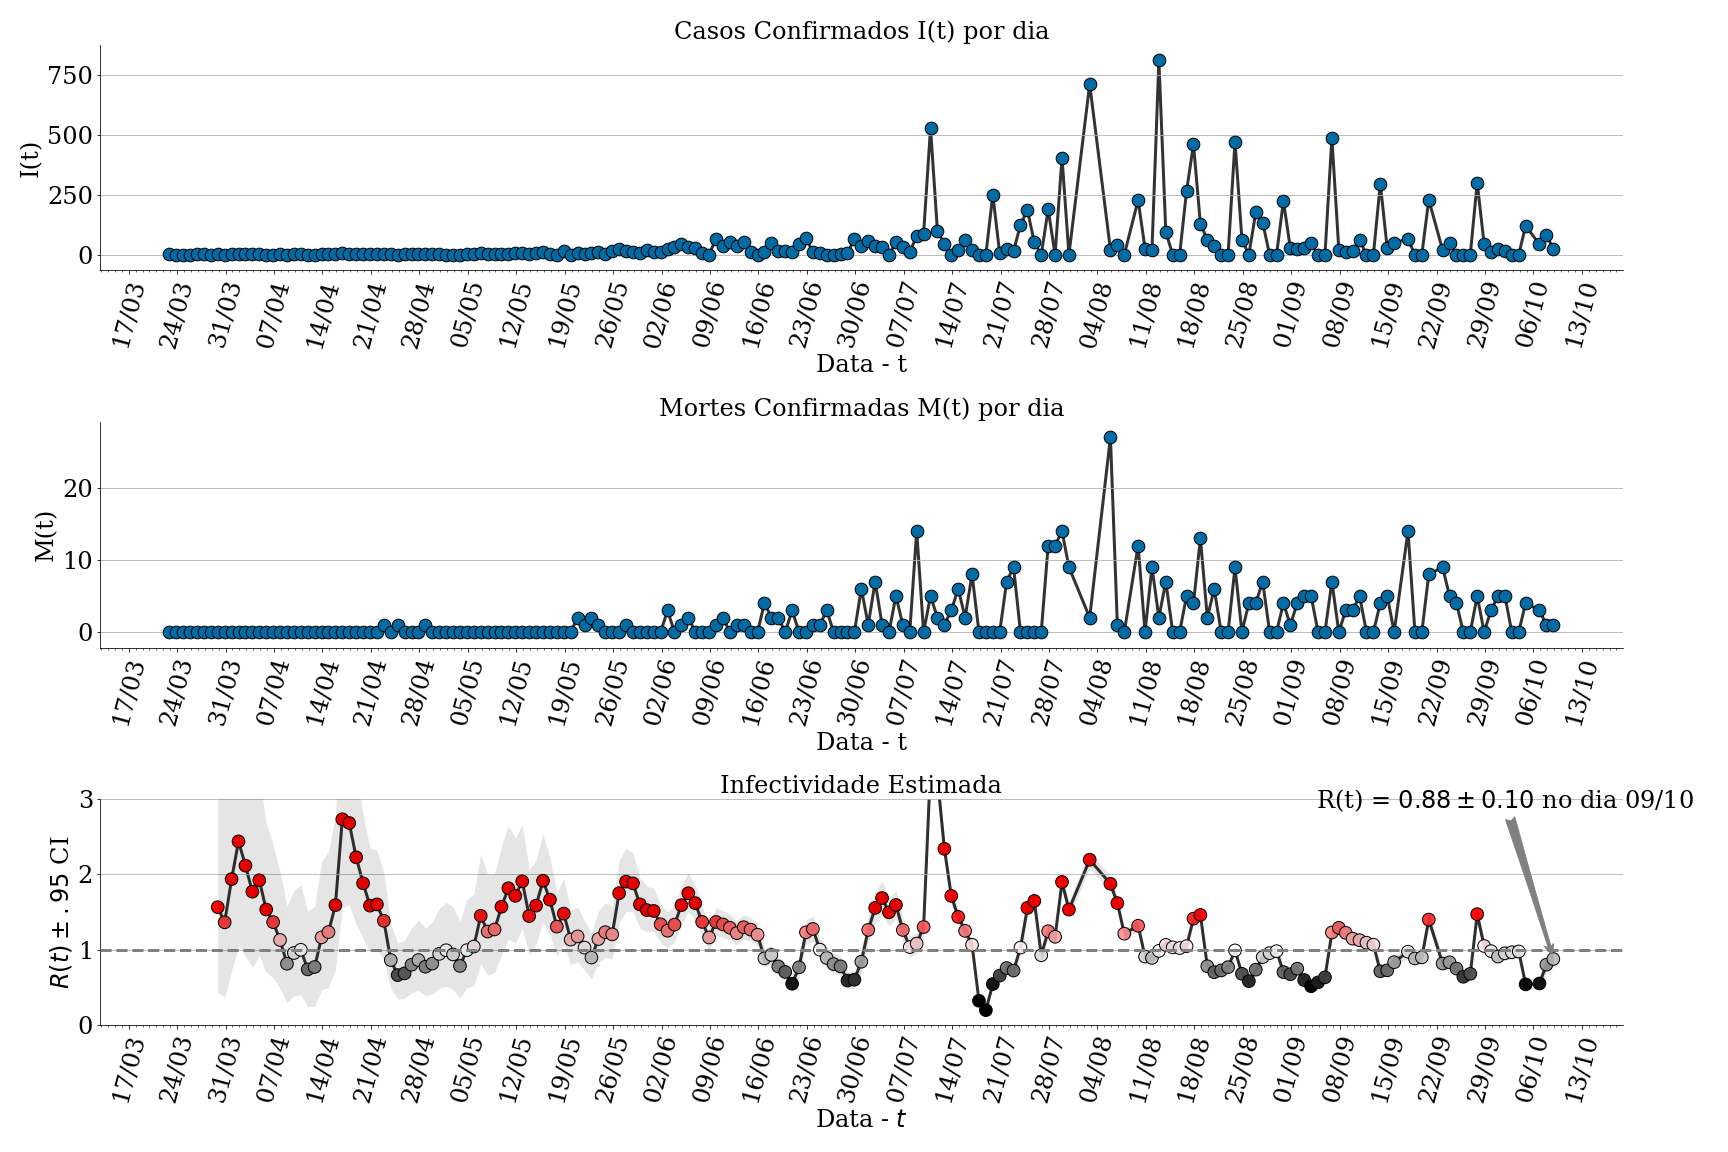 Casos Confirmados I(t) por dia
I(t)
750
500
250
0
17/03 24/03 31/03 07/04 14/04 21/04 28/04 05/05 12/05 19/05 26/05 02/06 09/06 16/06 23/06 30/06 07/07 14/07 21/07 28/07 04/08 11/08 18/08 25/08 01/09 08/09 15/09 22/09 29/09 06/10 13/10
Data - t
Mortes Confirmadas M(t) por dia
M(t)
20
10
0
17/03 24/03 31/03 07/04 14/04 21/04 28/04 05/05 12/05 19/05 26/05 02/06 09/06 16/06 23/06 30/06 07/07 14/07 21/07 28/07 04/08 11/08 18/08 25/08 01/09 08/09 15/09 22/09 29/09 06/10 13/10
Data - t
Infectividade Estimada
R(t) = 0.88 ± 0.10 no dia 09/10
R(t) ± .95 CI
3
2
1
0
17/03 24/03 31/03 07/04 14/04 21/04 28/04 05/05 12/05 19/05 26/05 02/06 09/06 16/06 23/06 30/06 07/07 14/07 21/07 28/07 04/08 11/08 18/08 25/08 01/09 08/09 15/09 22/09 29/09 06/10 13/10
Data - t